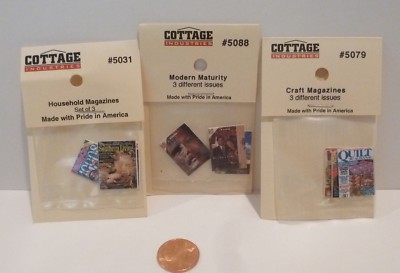 COTTAGE
INDUSTRIES
#5031
Household Magazines
Set of 3
Made with Pride in America
Southern Living
COTTAGE
INDUSTRIES
#5088
Modern Maturity
3 different issues
Made with Pride in America
COTTAGE
INDUSTRIES
#5079
Craft Magazines
3 different issues
Made with Pride in America
QUILT